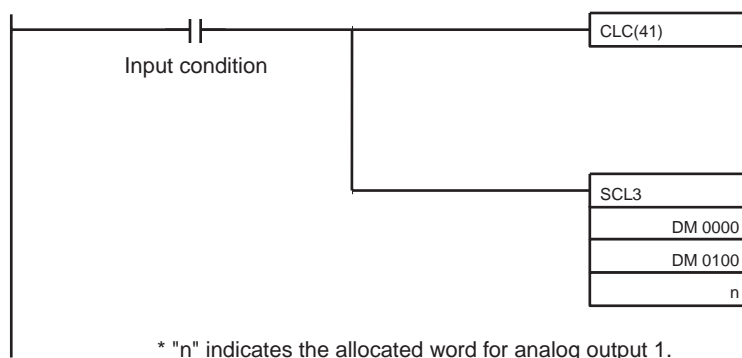 CLC(41)
Input condition
SCL3
DM 0000
DM 0100
n
* "n" indicates the allocated word for analog output 1.